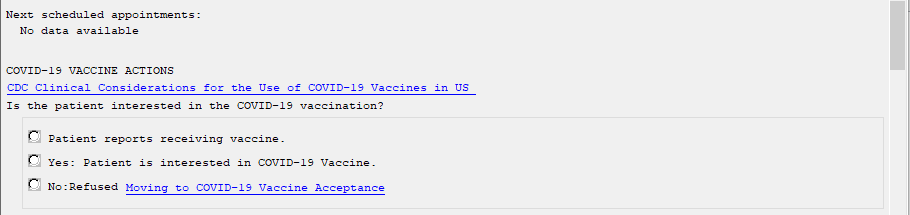 Next scheduled appointments:
No data available
COVID-19 VACCINE ACTIONS
CDC Clinical Considerations for the Use of COVID-19 Vaccines in US
Is the patient interested in the COVID-19 vaccination?
Patient reports receiving vaccine.
Yes: Patient is interested in COVID-19 Vaccine.
No:Refused Moving to COVID-19 Vaccine Acceptance